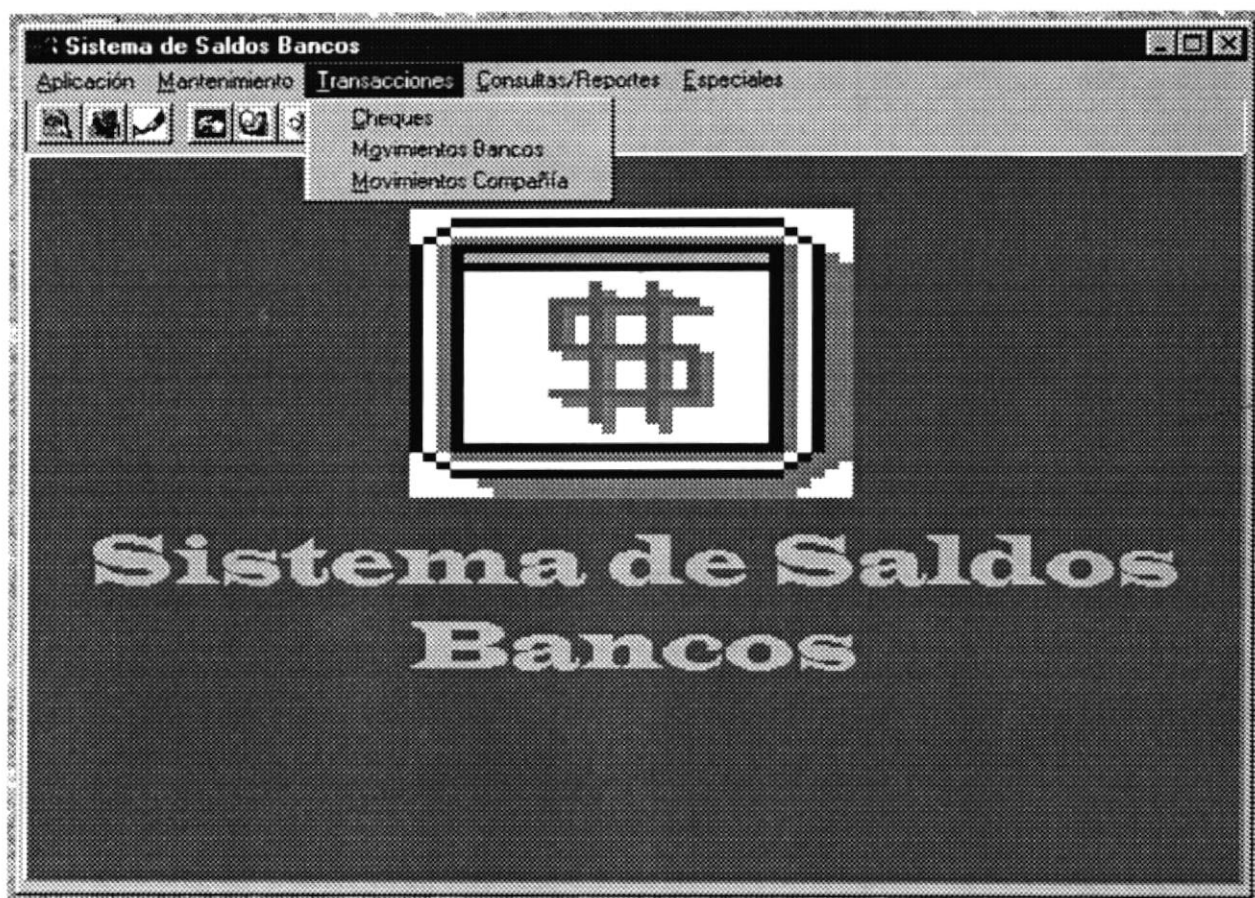 Sistema de Saldos Bancos
Aplicación Mantenimiento Transacciones Consultas/Reportes Especiales
Cheques
Movimientos Bancos
Movimientos Compañía
$
Sistema de Saldos
Bancos